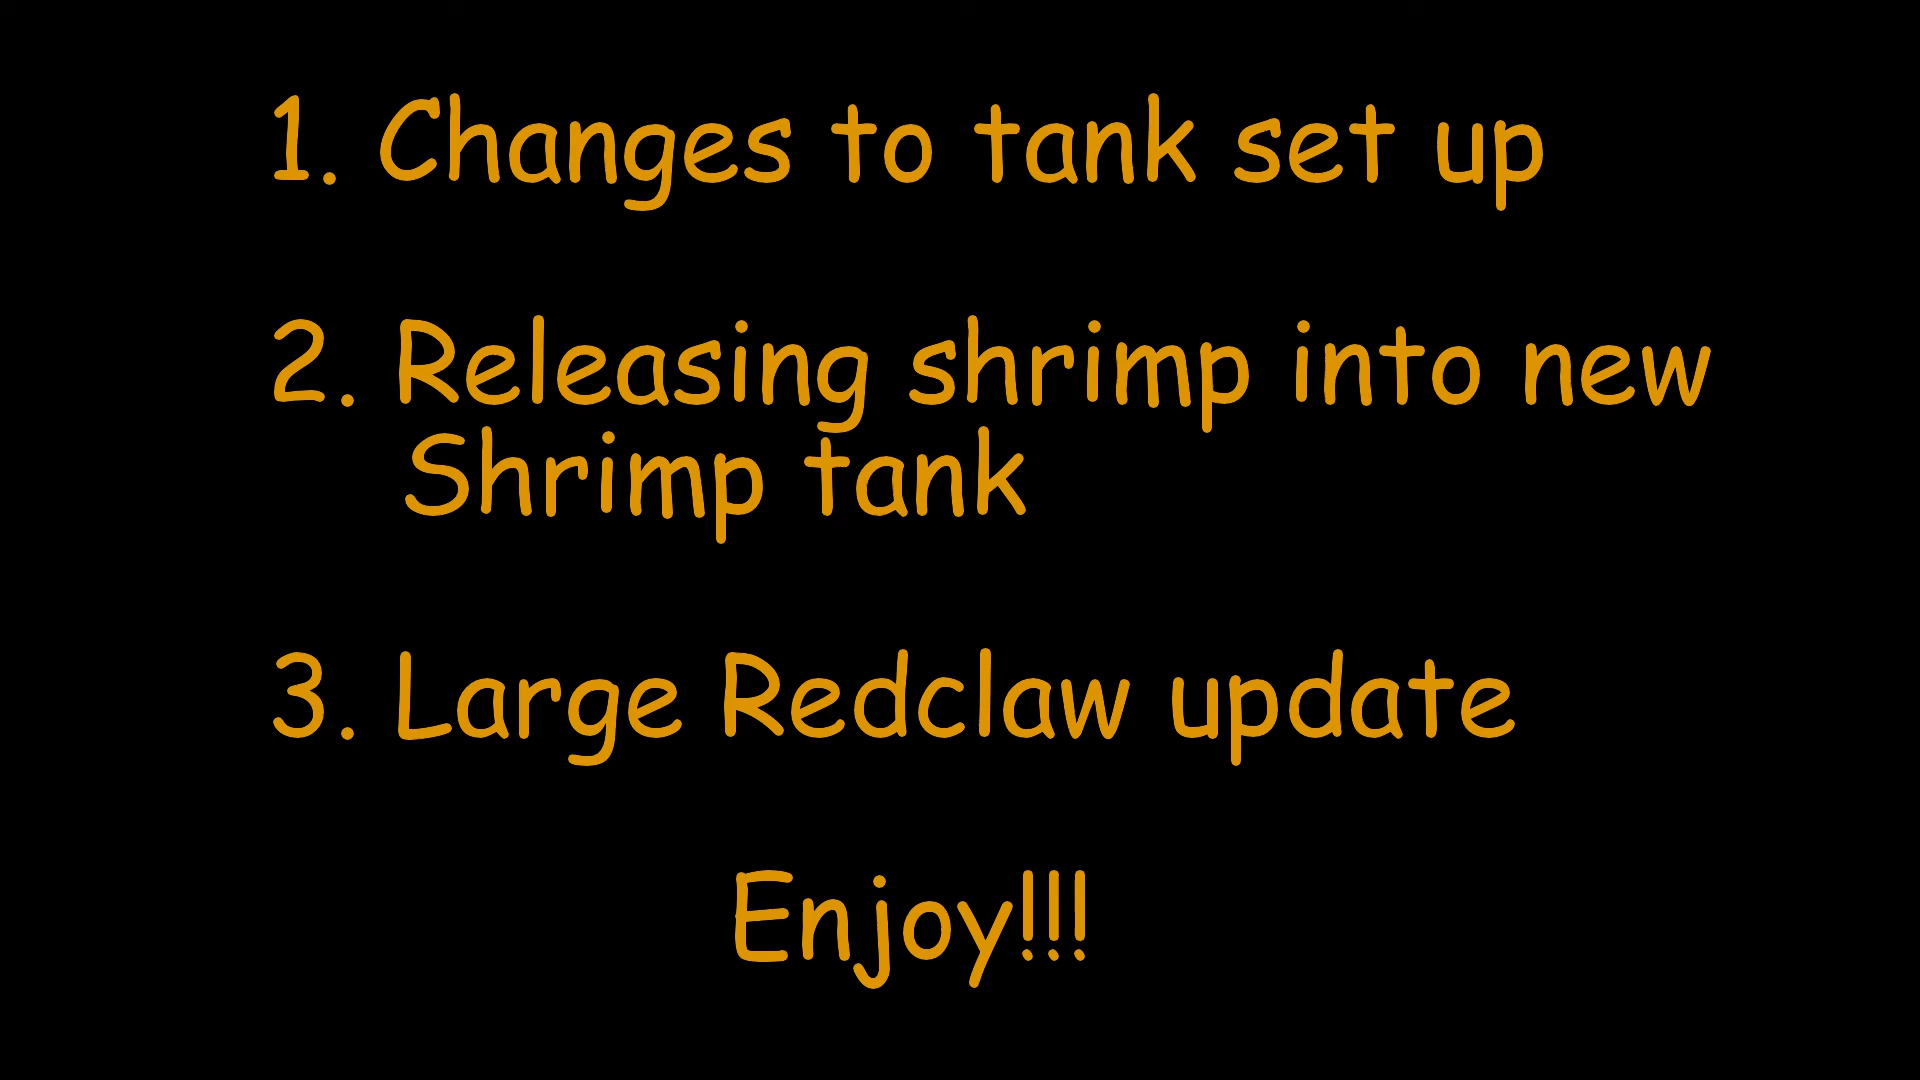 1. Changes to tank set up
2. Releasing shrimp into new
Shrimp tank
3. Large Redclaw update
Enjoy!!!